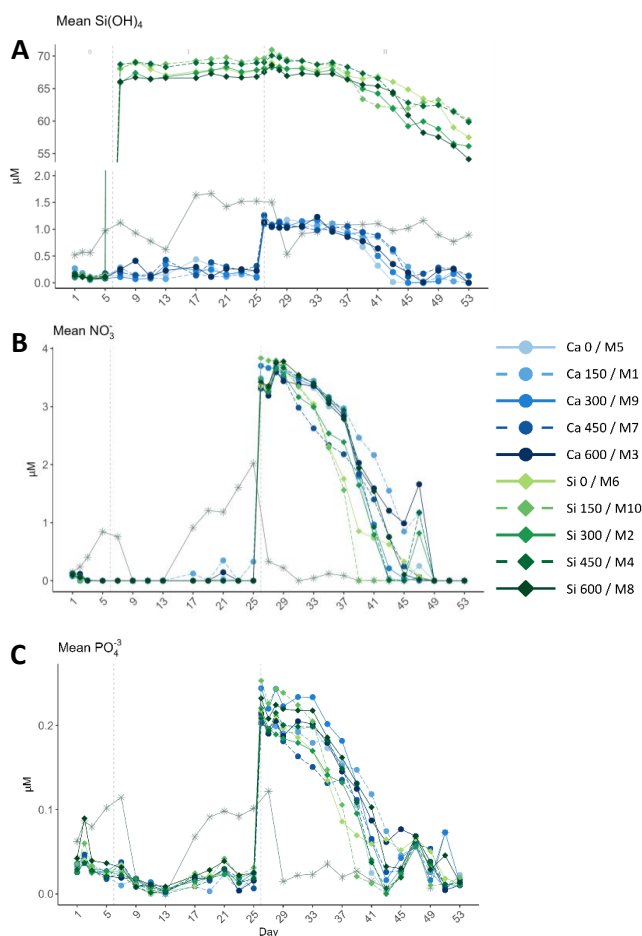 Mean Si(OH)4
A
0 I II
70
65
60
55
µM
2.0
1.5
1.0
0.5
0.0
1 5 9 13 17 21 25 29 33 37 41 45 49 53
Mean NO3-
B
4
3
2
1
0
µM
1 5 9 13 17 21 25 29 33 37 41 45 49 53
Ca 0 / M5
Ca 150 / M1
Ca 300 / M9
Ca 450 / M7
Ca 600 / M3
Si 0 / M6
Si 150 / M10
Si 300 / M2
Si 450 / M4
Si 600 / M8
Mean PO4-3
C
0.2
0.1
0.0
µM
1 5 9 13 17 21 25 29 33 37 41 45 49 53
Day